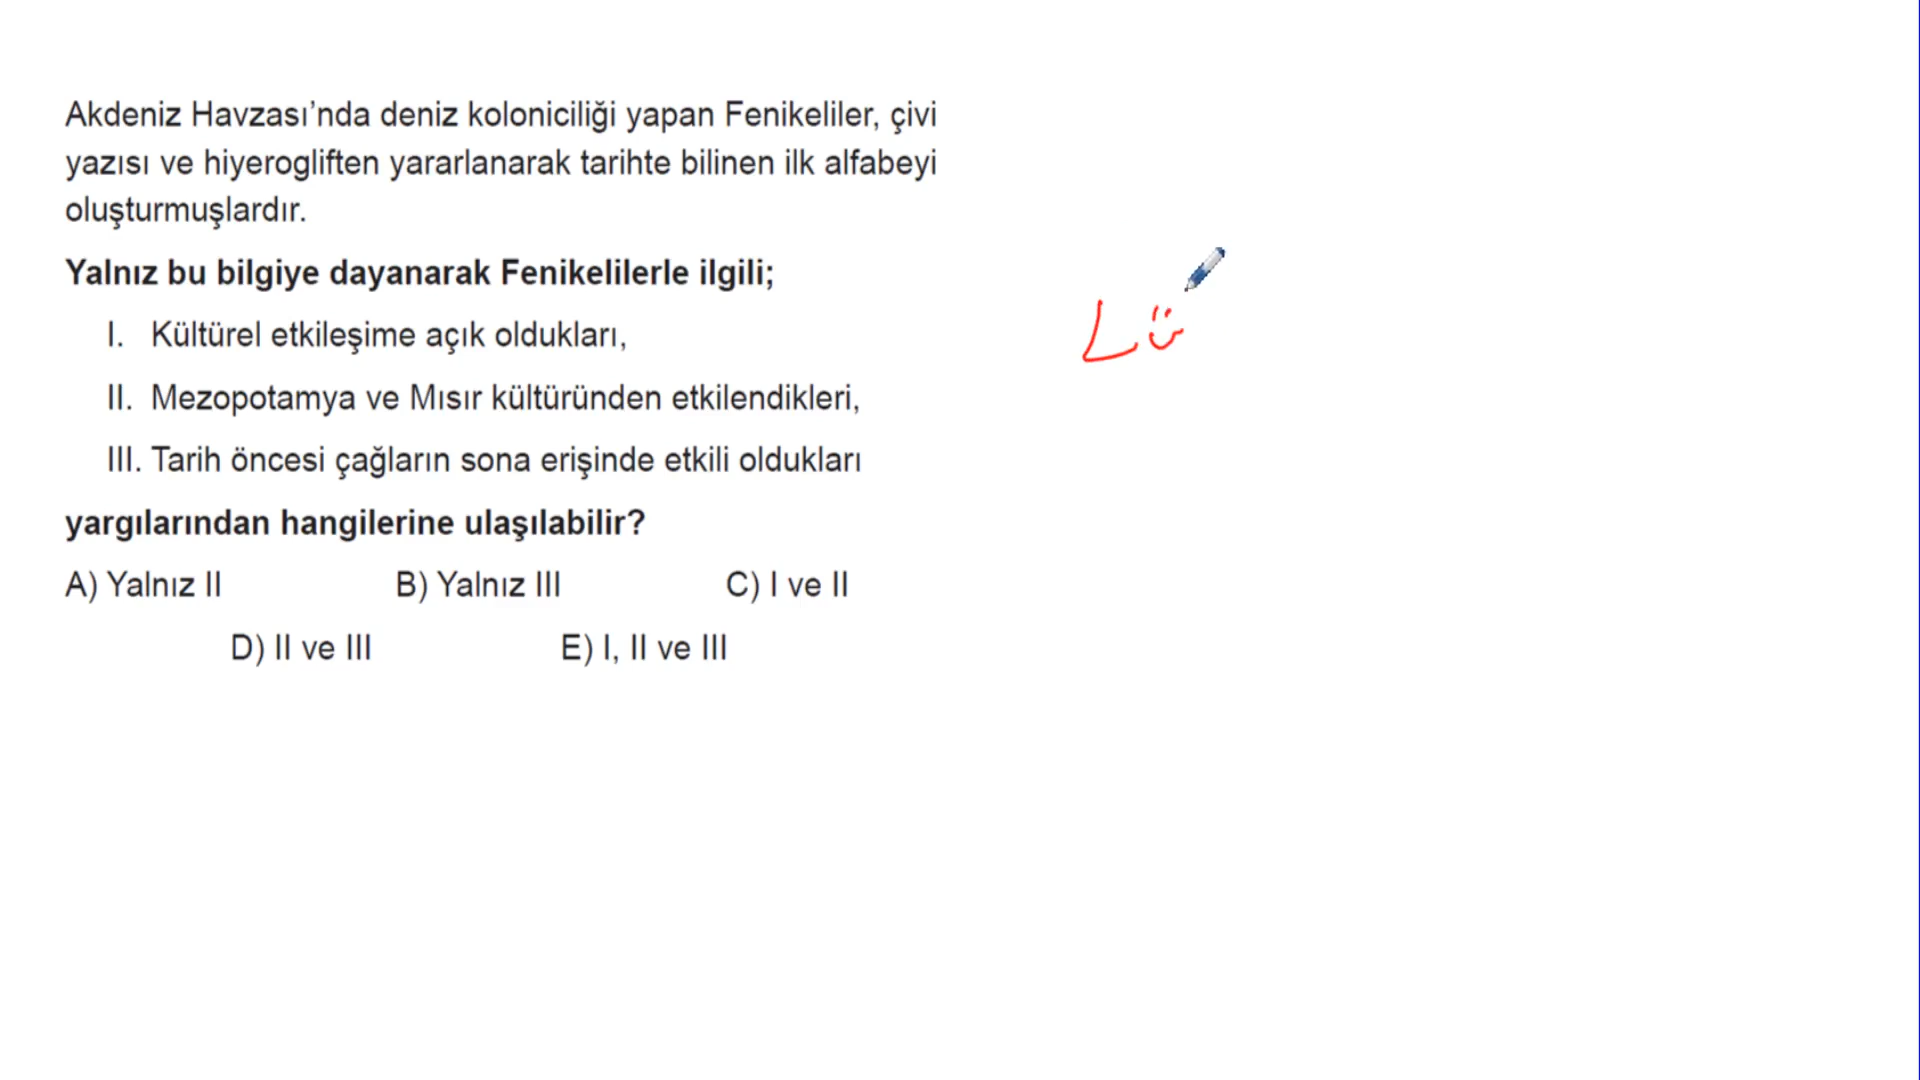 Akdeniz Havzası’nda deniz koloniciliği yapan Fenikeliler, çivi
yazısı ve hiyerogliften yararlanarak tarihte bilinen ilk alfabeyi
oluşturmuşlardır.
Yalnız bu bilgiye dayanarak Fenikelilerle ilgili;
I. Kültürel etkileşime açık oldukları,
II. Mezopotamya ve Mısır kültüründen etkilendikleri,
III. Tarih öncesi çağların sona erişinde etkili oldukları
yargılarından hangilerine ulaşılabilir?
A) Yalnız II B) Yalnız III C) I ve II
D) II ve III E) I, II ve III
Lü